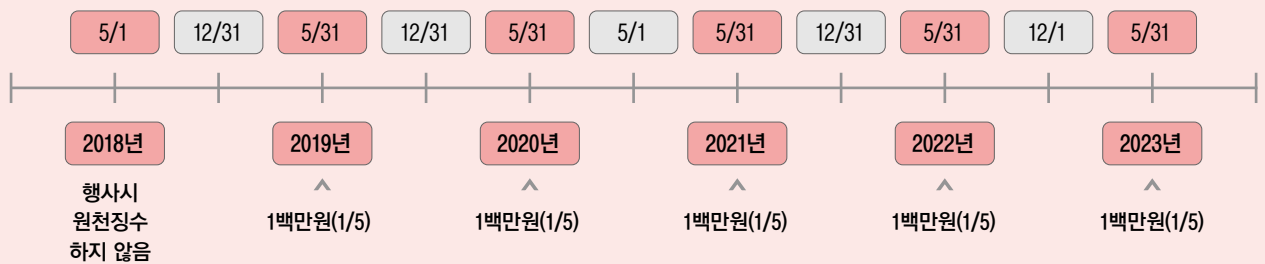 5/1 12/31 5/31 12/31 5/31 5/1 5/31 12/31 5/31 12/1 5/31
2018년 2019년 2020년 2021년 2022년 2023년
행사시
원천징수
하지 않음
1백만원(1/5) 1백만원(1/5) 1백만원(1/5) 1백만원(1/5) 1백만원(1/5)